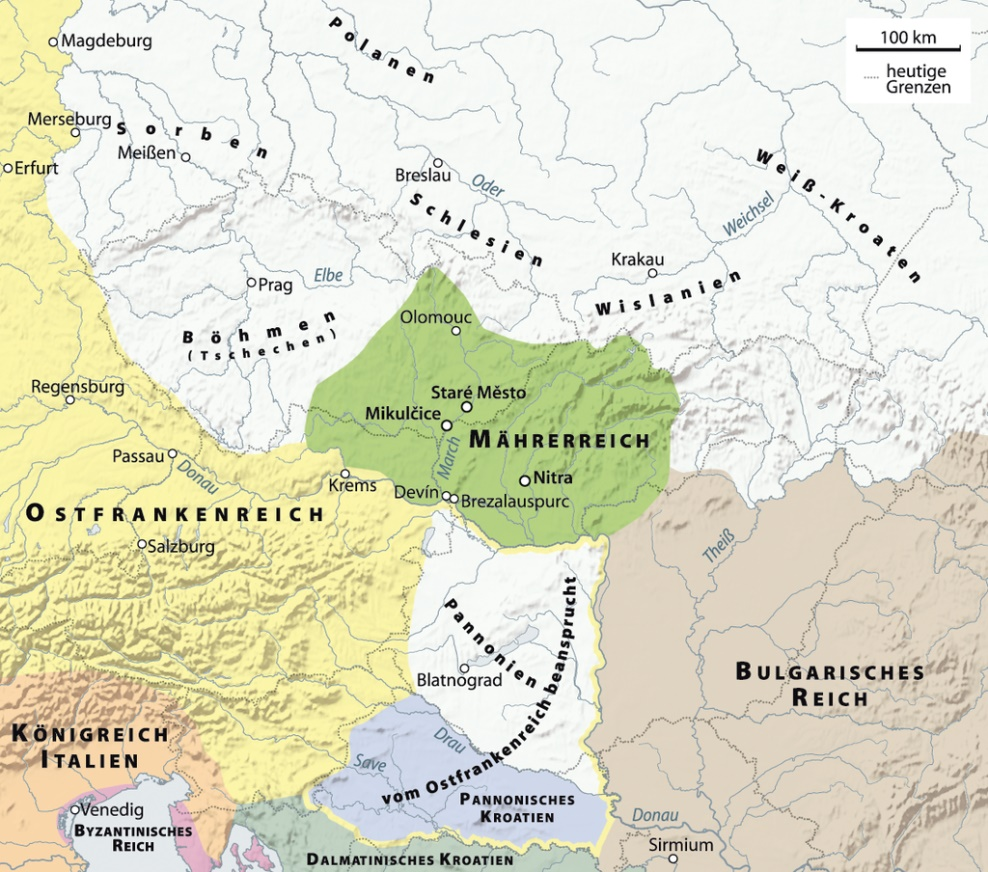 Polanen
Magdeburg
100 km
heutige
Grenzen
Merseburg
Sorben
Meißen
Erfurt
Breslau
Oder
Weiß-Kroaten
Schlesien
Weichsel
Krakau
Wislanien
Prag
Elbe
Böhmen
(Tschechen)
Olomouc
Regensburg
Staré Město
Mikulčice
MÄHRERREICH
March
Passau
Donau
Krems
Nitra
Devín
Brezalauspurc
OSTFRANKENREICH
Salzburg
Theiß
Pannonien
vom Ostfrankenreich beansprucht
Blatnograd
BULGARISCHES
REICH
KÖNIGREICH
ITALIEN
Drau
Save
PANNONISCHES
KROATIEN
Venedig
BYZANTINISCHES
REICH
Donau
Sirmium
DALMATINISCHES KROATIEN